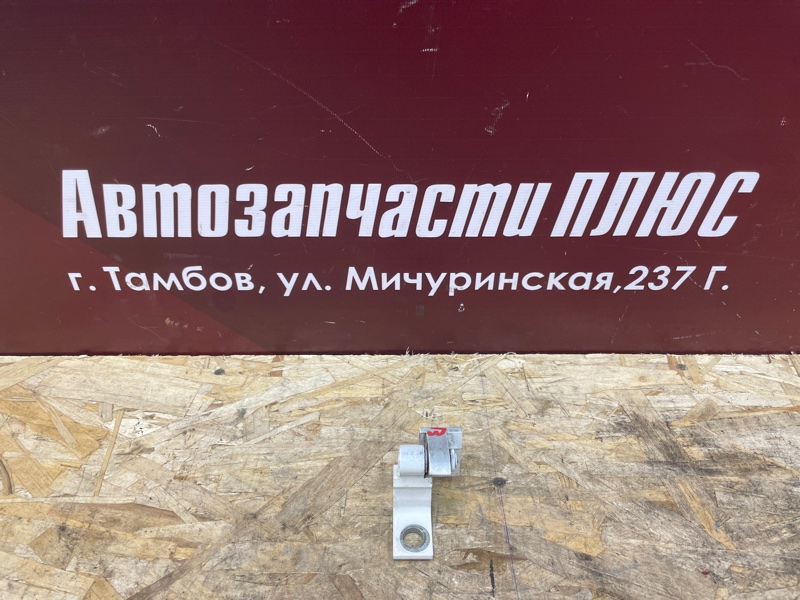 Автозапчасти ПЛЮС
г. Тамбов, ул. Мичуринская,237 Г.